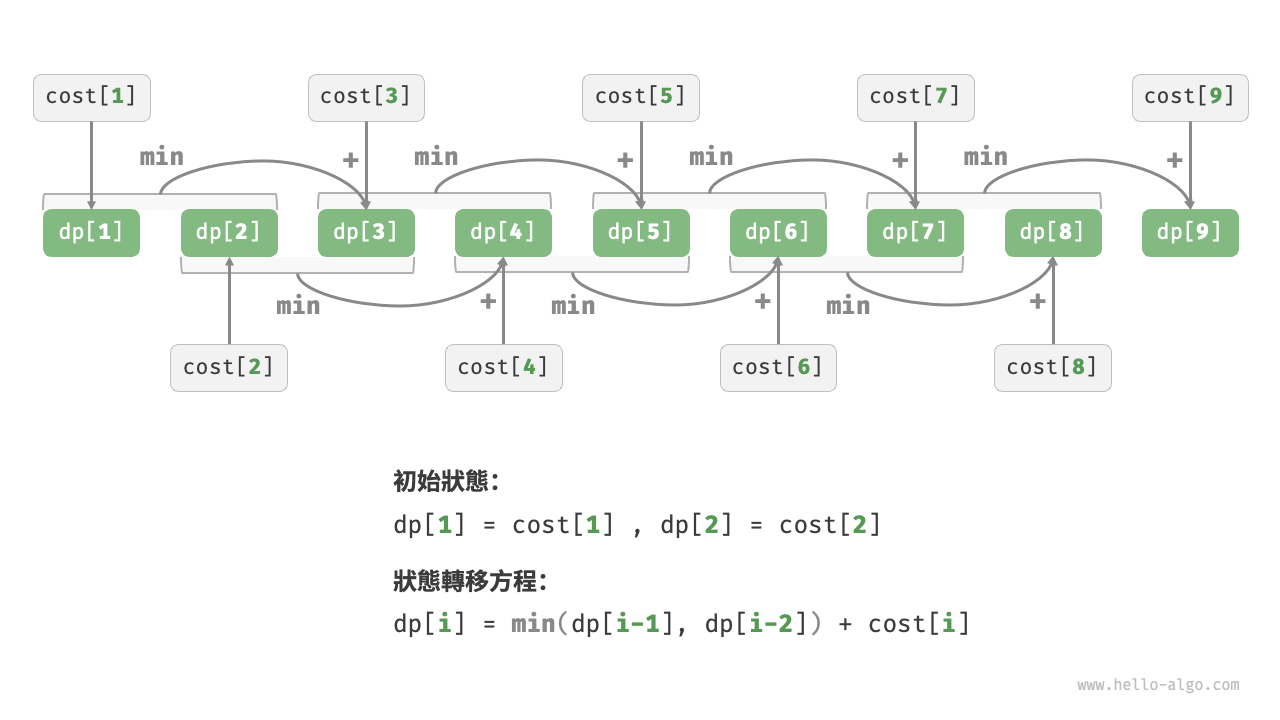 cost[1] cost[3] cost[5] cost[7] cost[9]
min + min + min + min +
dp[1] dp[2] dp[3] dp[4] dp[5] dp[6] dp[7] dp[8] dp[9]
min + min + min +
cost[2] cost[4] cost[6] cost[8]
初始狀態：
dp[1] = cost[1] , dp[2] = cost[2]
狀態轉移方程：
dp[i] = min(dp[i-1], dp[i-2]) + cost[i]
www.hello-algo.com